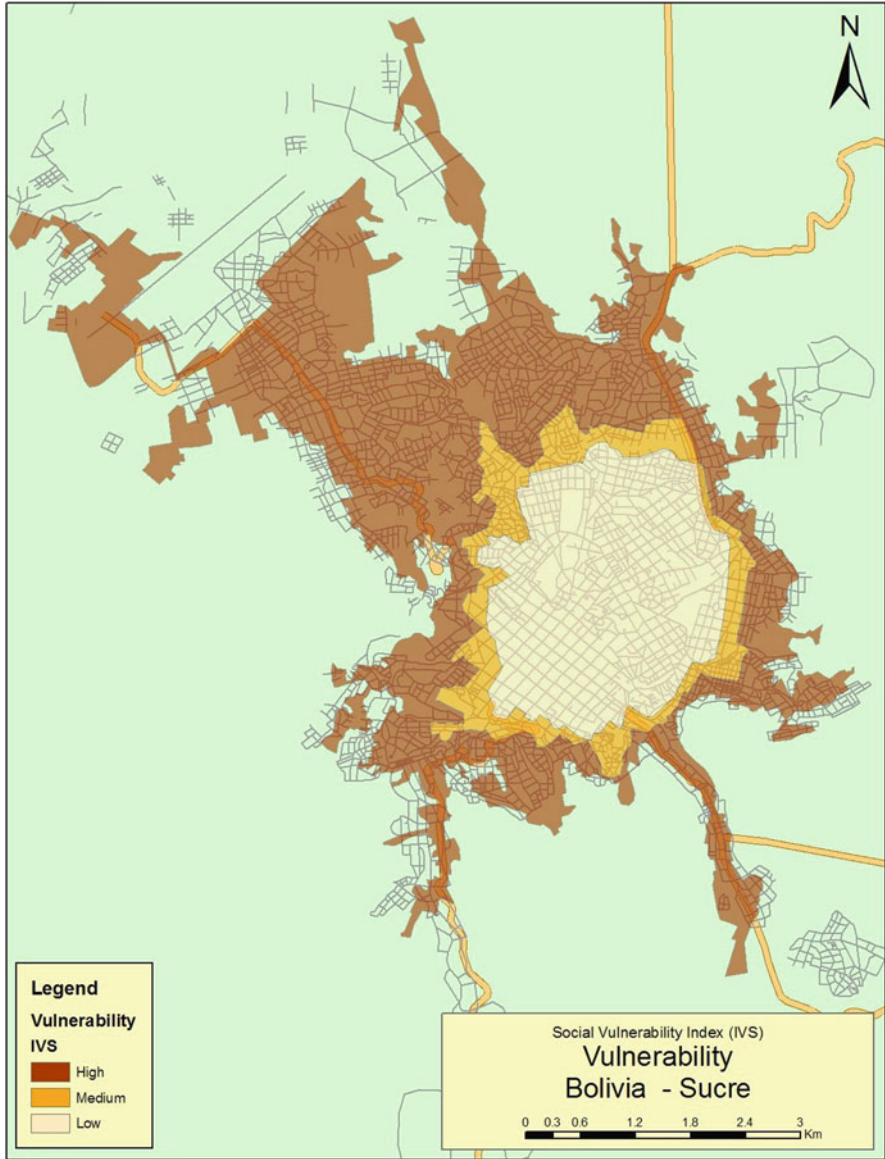 N
Legend
Vulnerability
IVS
High
Medium
Low
Social Vulnerability Index (IVS)
Vulnerability
Bolivia - Sucre
0 0.3 0.6 1.2 1.8 2.4 3
Km